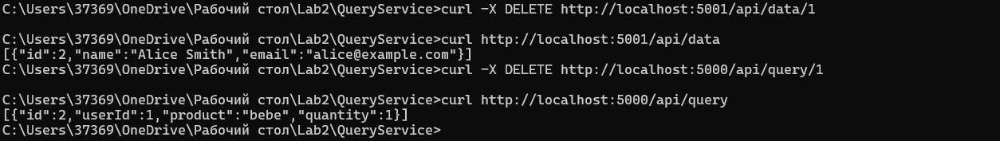 C:\Users\37369\OneDrive\Рабочий стол\Lab2\QueryService>curl -X DELETE http://localhost:5001/api/data/1
C:\Users\37369\OneDrive\Рабочий стол\Lab2\QueryService>curl http://localhost:5001/api/data
[{"id":2,"name":"Alice Smith","email":"alice@example.com"}]
C:\Users\37369\OneDrive\Рабочий стол\Lab2\QueryService>curl -X DELETE http://localhost:5000/api/query/1
C:\Users\37369\OneDrive\Рабочий стол\Lab2\QueryService>curl http://localhost:5000/api/query
[{"id":2,"userId":1,"product":"bebe","quantity":1}]
C:\Users\37369\OneDrive\Рабочий стол\Lab2\QueryService>